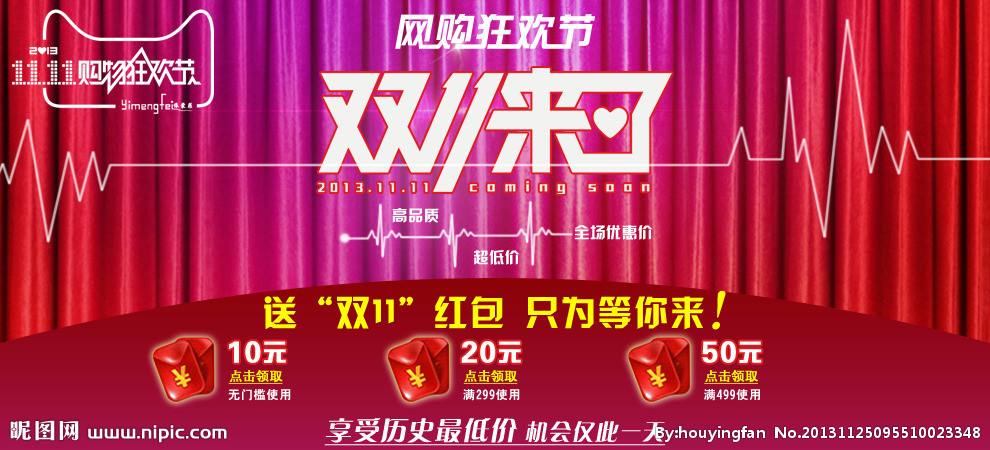 网购狂欢节
2013
11.11购物狂欢节
Yimengfei
双11来了
2013.11.11 coming soon
高品质
全场优惠价
超低价
送“双11”红包 只为等你来!
10元
点击领取
无门槛使用
20元
点击领取
满299使用
50元
点击领取
满499使用
享受历史最低价 机会仅此一天
昵图网 www.nipic.com
By:houyingfan No.20131125095510023348